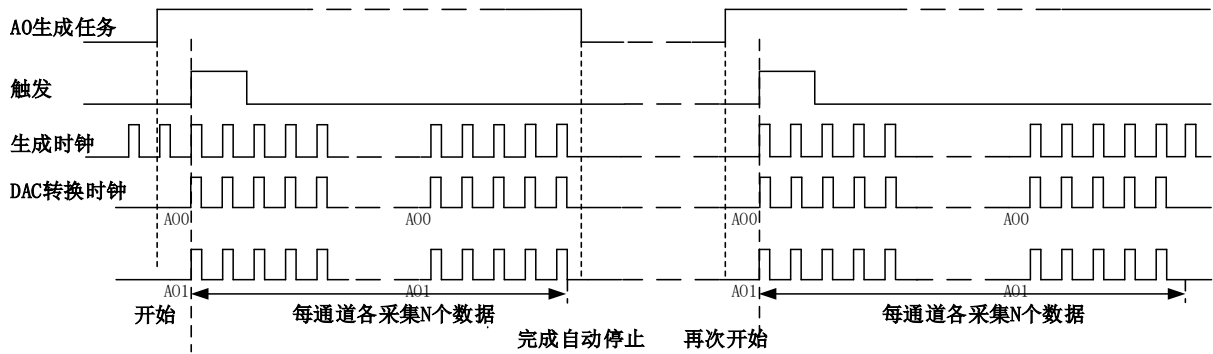 AO生成任务
触发
生成时钟
DAC转换时钟
AO0 AO0 AO0 AO0
AO1 AO1 AO1 AO1
开始 每通道各采集N个数据 每通道各采集N个数据
完成自动停止 再次开始